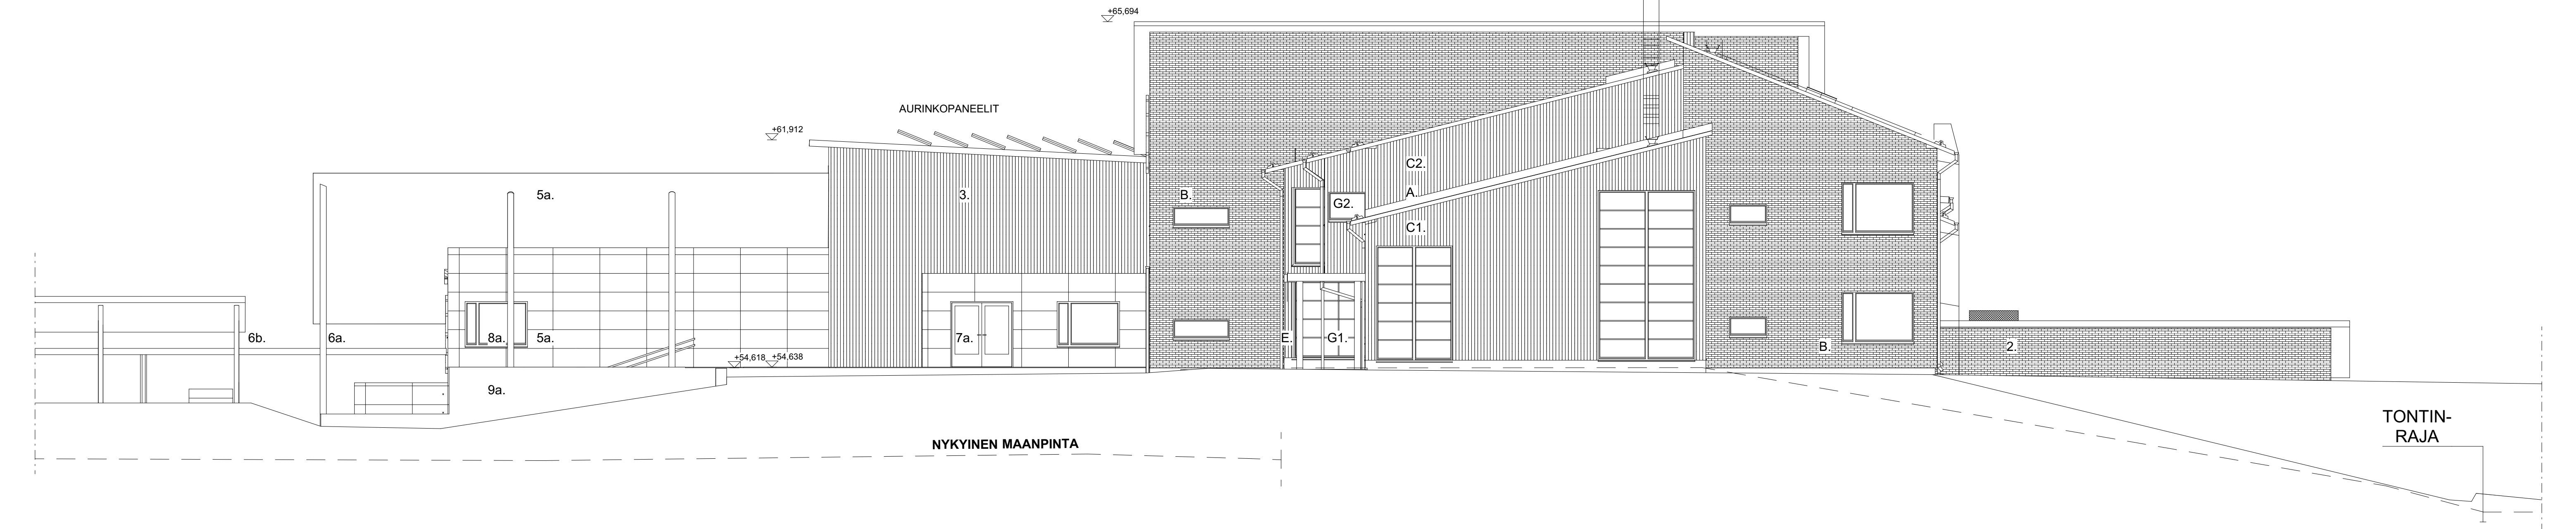 +65,694
AURINKOPANEELIT
+61,912
C2.
5a.
3.
B.
A.
G2.
C1.
6b.
6a.
8a.
5a.
7a.
E.
G1.
B.
2.
+54,618
+54,638
9a.
TONTIN-
RAJA
NYKYINEN MAANPINTA